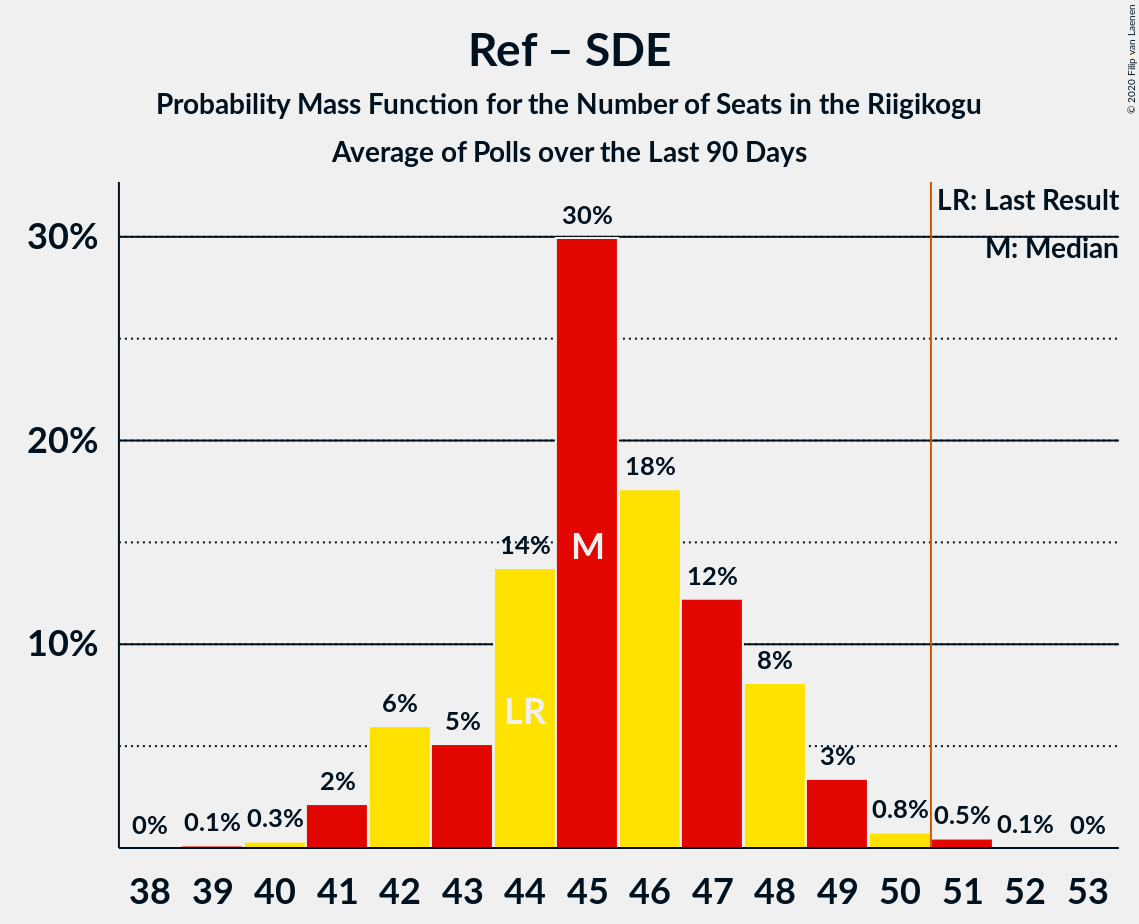 Ref – SDE
Probability Mass Function for the Number of Seats in the Riigikogu
Average of Polls over the Last 90 Days
© 2020 Filip van Laenen
LR: Last Result
M: Median
30%
20%
10%
0% 0.1% 0.3% 2% 6% 5% 14% 30% 18% 12% 8% 3% 0.8% 0.5% 0.1% 0%
LR M
38 39 40 41 42 43 44 45 46 47 48 49 50 51 52 53